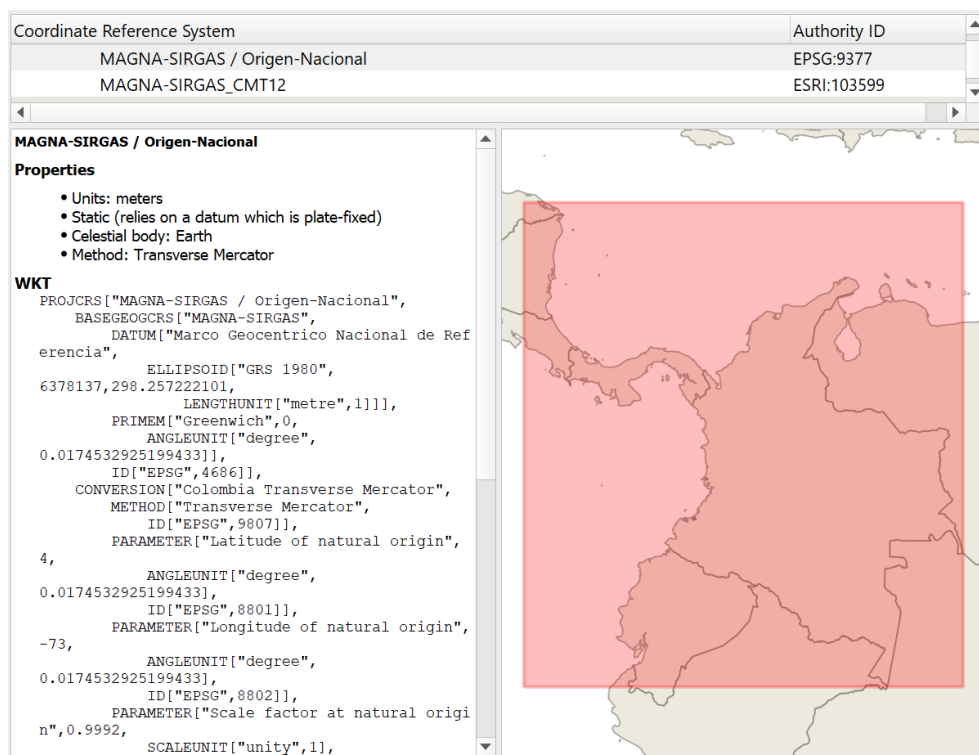 Coordinate Reference System Authority ID
MAGNA-SIRGAS / Origen-Nacional EPSG:9377
MAGNA-SIRGAS_CMT12 ESRI:103599
MAGNA-SIRGAS / Origen-Nacional
Properties
• Units: meters
• Static (relies on a datum which is plate-fixed)
• Celestial body: Earth
• Method: Transverse Mercator
WKT
PROJCRS["MAGNA-SIRGAS / Origen-Nacional",
BASEGEOGCRS["MAGNA-SIRGAS",
DATUM["Marco Geocentrico Nacional de Ref
erencia",
ELLIPSOID["GRS 1980",
6378137,298.257222101,
LENGTHUNIT["metre",1]]],
PRIMEM["Greenwich",0,
ANGLEUNIT["degree",
0.0174532925199433]],
ID["EPSG",4686]],
CONVERSION["Colombia Transverse Mercator",
METHOD["Transverse Mercator",
ID["EPSG",9807]],
PARAMETER["Latitude of natural origin",
4,
ANGLEUNIT["degree",
0.0174532925199433],
ID["EPSG",8801]],
PARAMETER["Longitude of natural origin",
-73,
ANGLEUNIT["degree",
0.0174532925199433],
ID["EPSG",8802]],
PARAMETER["Scale factor at natural origi
n",0.9992,
SCALEUNIT["unity",1],